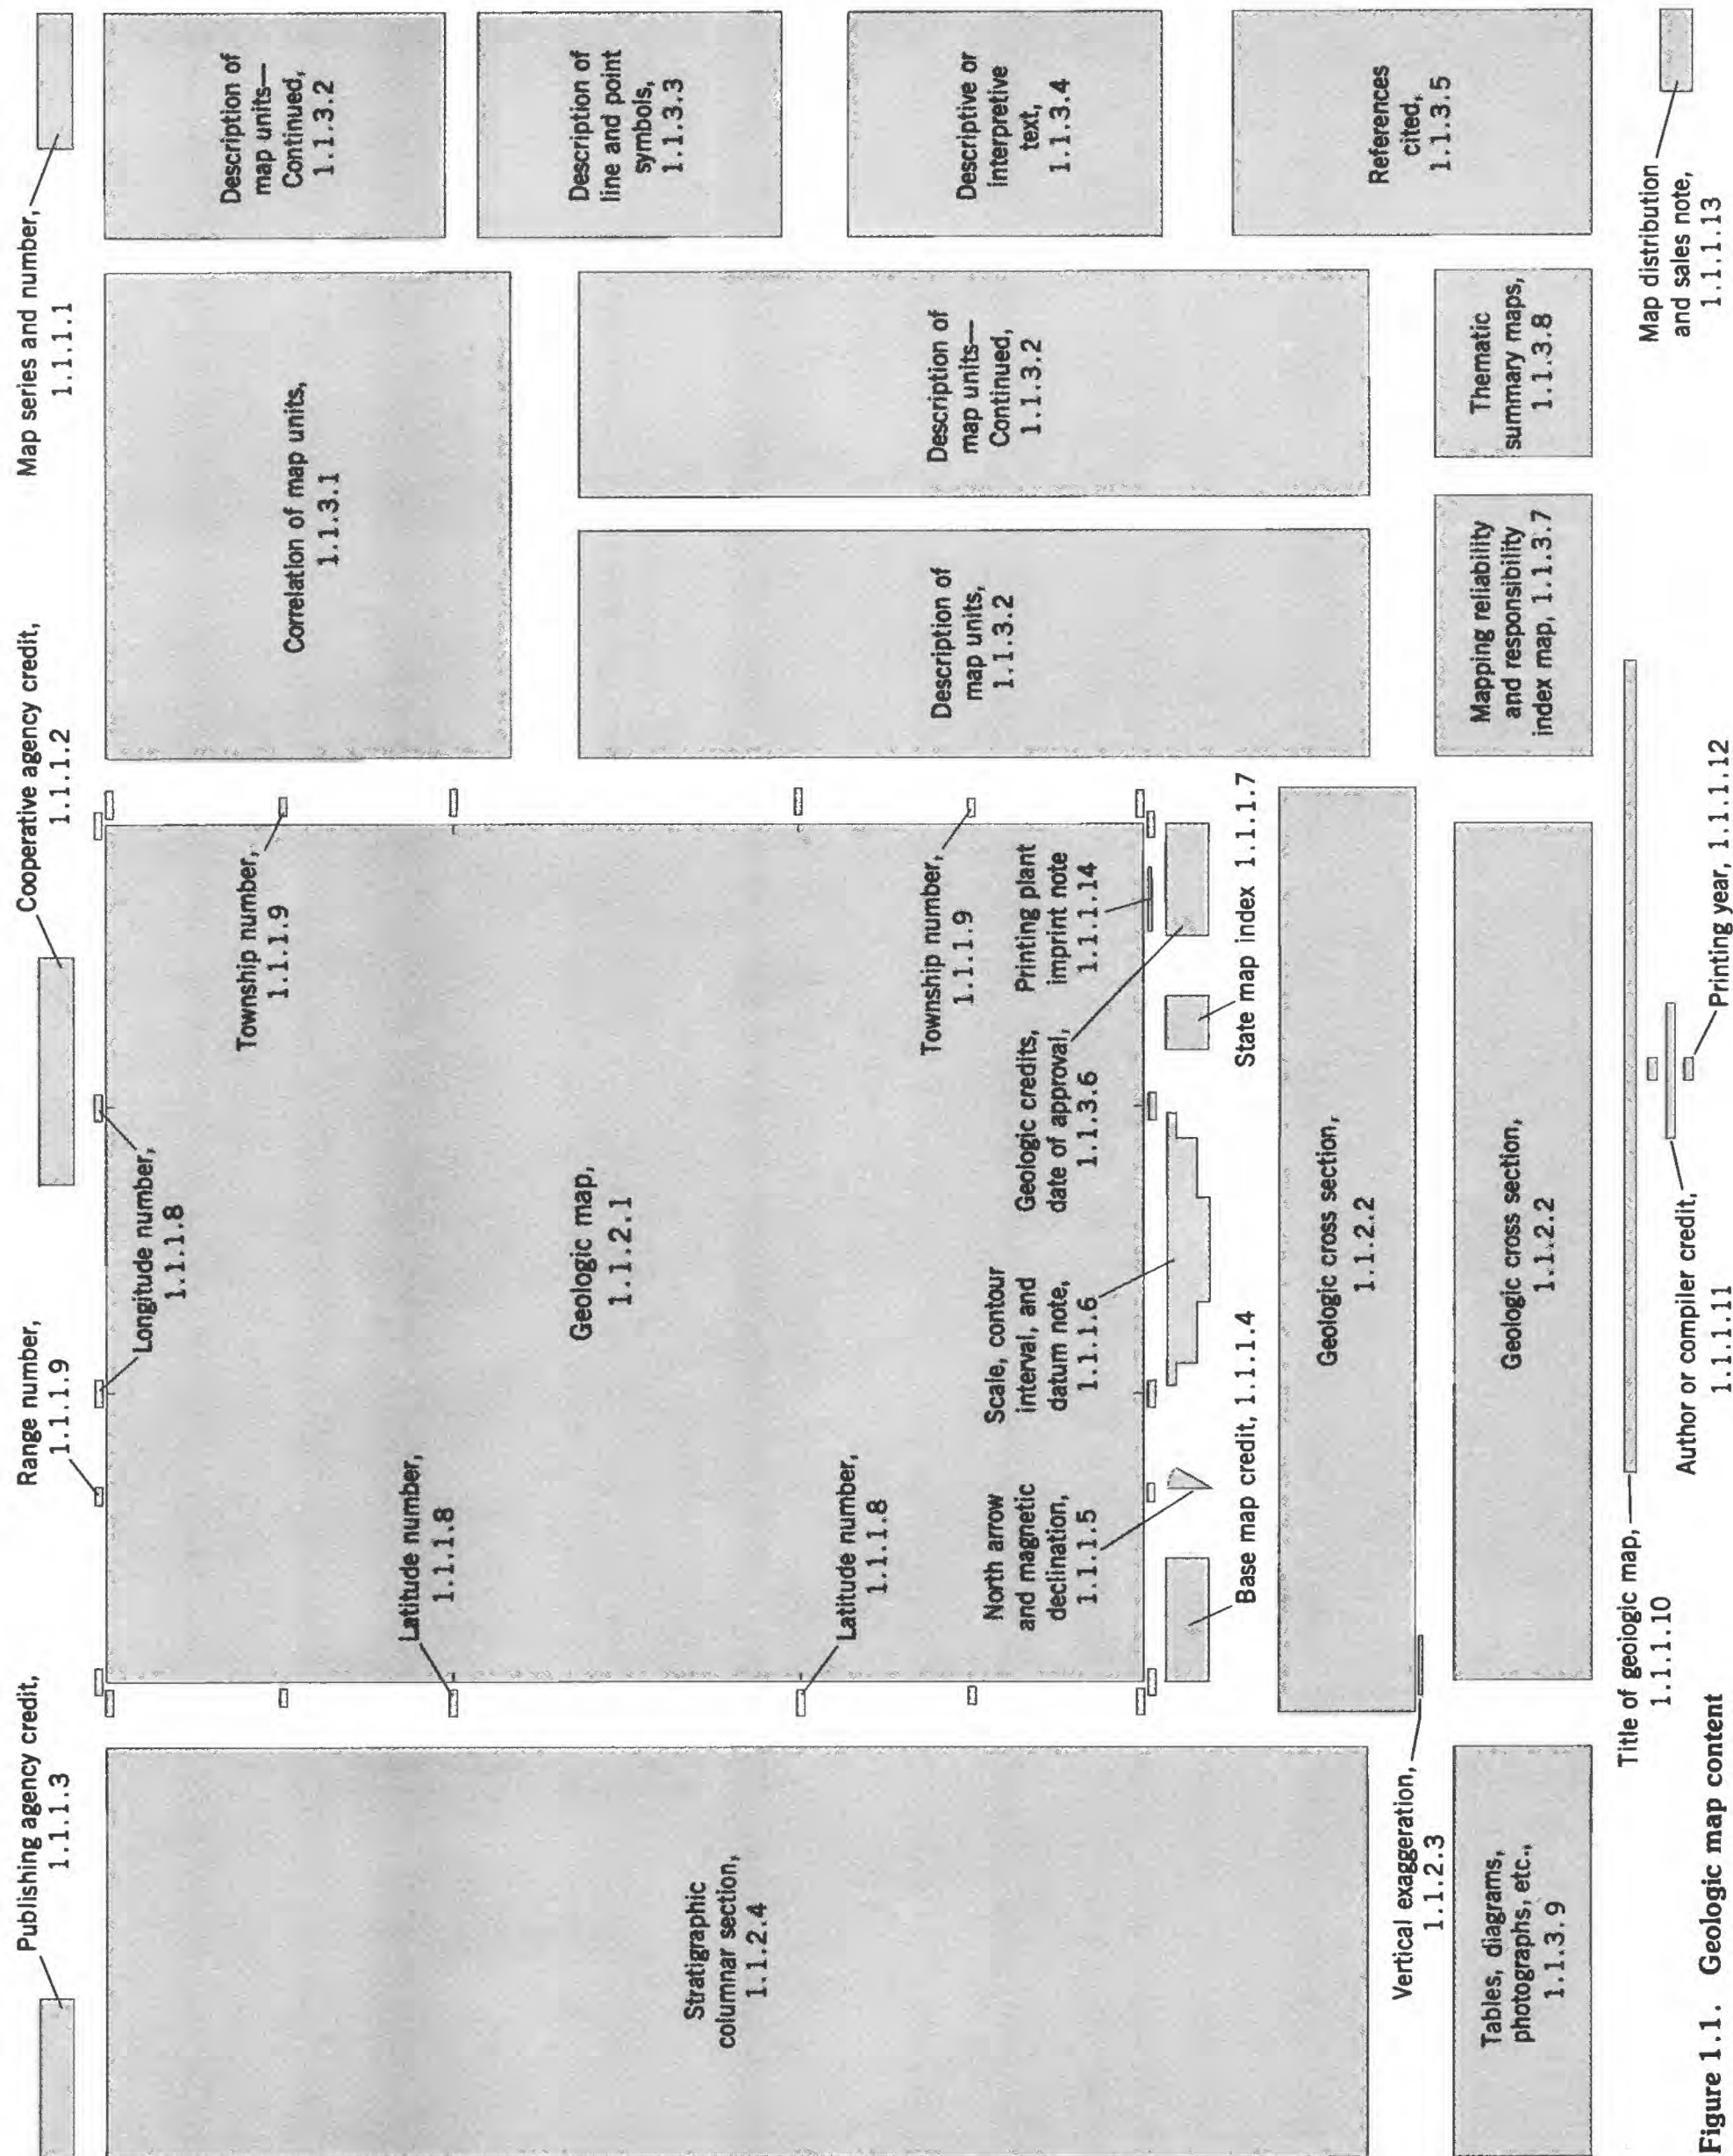 Publishing agency credit,
1.1.1.3
Range number,
1.1.1.9
Cooperative agency credit,
1.1.1.2
Map series and number,
1.1.1.1
Longitude number,
1.1.1.8
Township number,
1.1.1.9
Latitude number,
1.1.1.8
Geologic map,
1.1.2.1
Latitude number,
1.1.1.8
Township number,
1.1.1.9
North arrow
and magnetic
declination,
1.1.1.5
Scale, contour
interval, and
datum note,
1.1.1.6
Geologic credits,
date of approval,
1.1.3.6
Printing plant
imprint note
1.1.1.14
Base map credit, 1.1.1.4
State map index 1.1.1.7
Stratigraphic
columnar section,
1.1.2.4
Geologic cross section,
1.1.2.2
Vertical exaggeration,
1.1.2.3
Geologic cross section,
1.1.2.2
Tables, diagrams,
photographs, etc.,
1.1.3.9
Correlation of map units,
1.1.3.1
Description of
map units,
1.1.3.2
Description of
map units—
Continued,
1.1.3.2
Mapping reliability
and responsibility
index map, 1.1.3.7
Thematic
summary maps,
1.1.3.8
Description of
map units—
Continued,
1.1.3.2
Description of
line and point
symbols,
1.1.3.3
Descriptive or
interpretive
text,
1.1.3.4
References
cited,
1.1.3.5
Title of geologic map,
1.1.1.10
Author or compiler credit,
1.1.1.11
Printing year, 1.1.1.12
Map distribution
and sales note,
1.1.1.13
Figure 1.1. Geologic map content